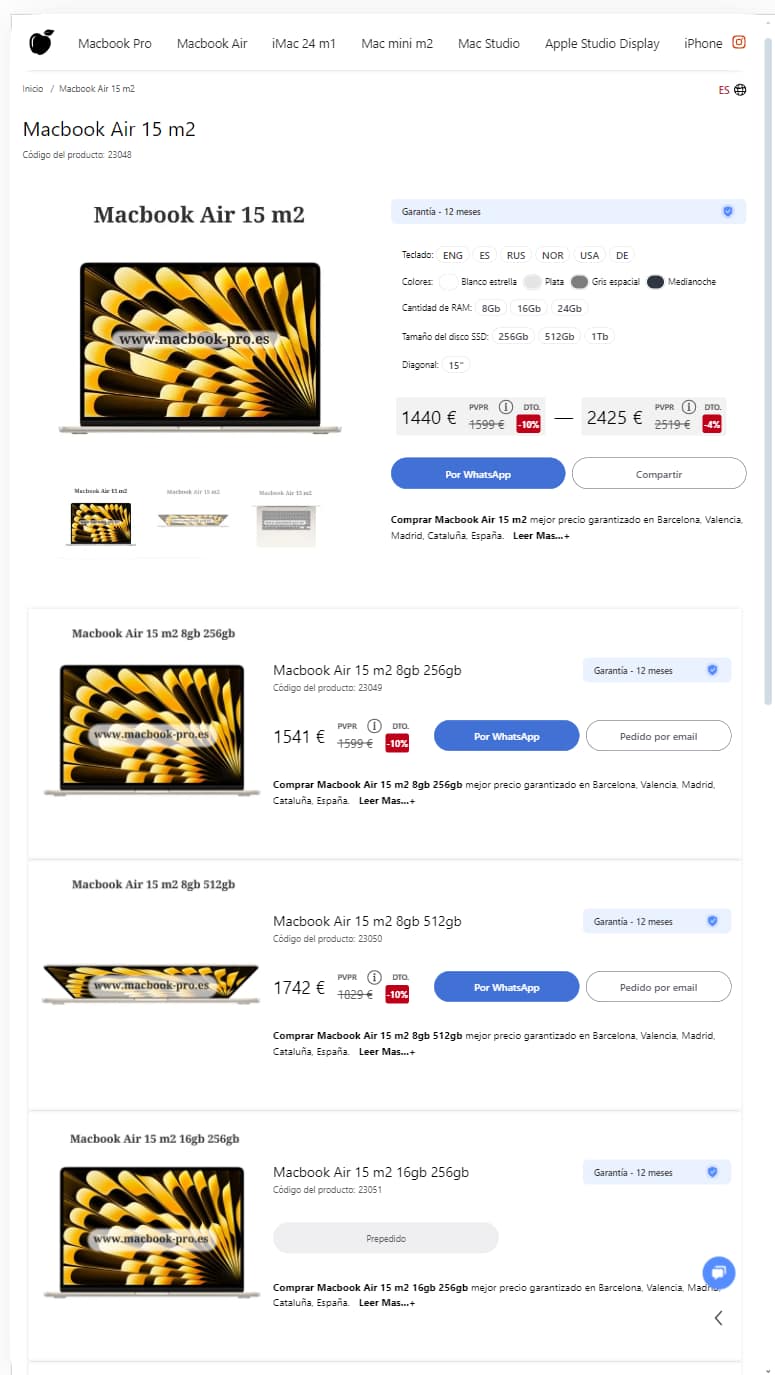 Macbook Pro Macbook Air iMac 24 m1 Mac mini m2 Mac Studio Apple Studio Display iPhone
Inicio / Macbook Air 15 m2
ES
Macbook Air 15 m2
Código del producto: 23048
Macbook Air 15 m2
www.macbook-pro.es
Macbook Air 15 m2
Macbook Air 15 m2
Macbook Air 15 m2
Garantía - 12 meses
Teclado: ENG ES RUS NOR USA DE
Colores: Blanco estrella Plata Gris espacial Medianoche
Cantidad de RAM: 8Gb 16Gb 24Gb
Tamaño del disco SSD: 256Gb 512Gb 1Tb
Diagonal: 15"
1440 € PVPR 1599 € DTO. -10% — 2425 € PVPR 2519 € DTO. -4%
Por WhatsApp Compartir
Comprar Macbook Air 15 m2 mejor precio garantizado en Barcelona, Valencia,
Madrid, Cataluña, España. Leer Mas...+
Macbook Air 15 m2 8gb 256gb
www.macbook-pro.es
Macbook Air 15 m2 8gb 256gb
Código del producto: 23049
Garantía - 12 meses
1541 € PVPR 1599 € DTO. -10%
Por WhatsApp Pedido por email
Comprar Macbook Air 15 m2 8gb 256gb mejor precio garantizado en Barcelona, Valencia, Madrid,
Cataluña, España. Leer Mas...+
Macbook Air 15 m2 8gb 512gb
www.macbook-pro.es
Macbook Air 15 m2 8gb 512gb
Código del producto: 23050
Garantía - 12 meses
1742 € PVPR 1829 € DTO. -10%
Por WhatsApp Pedido por email
Comprar Macbook Air 15 m2 8gb 512gb mejor precio garantizado en Barcelona, Valencia, Madrid,
Cataluña, España. Leer Mas...+
Macbook Air 15 m2 16gb 256gb
www.macbook-pro.es
Macbook Air 15 m2 16gb 256gb
Código del producto: 23051
Garantía - 12 meses
Prepedido
Comprar Macbook Air 15 m2 16gb 256gb mejor precio garantizado en Barcelona, Valencia, Madrid,
Cataluña, España. Leer Mas...+